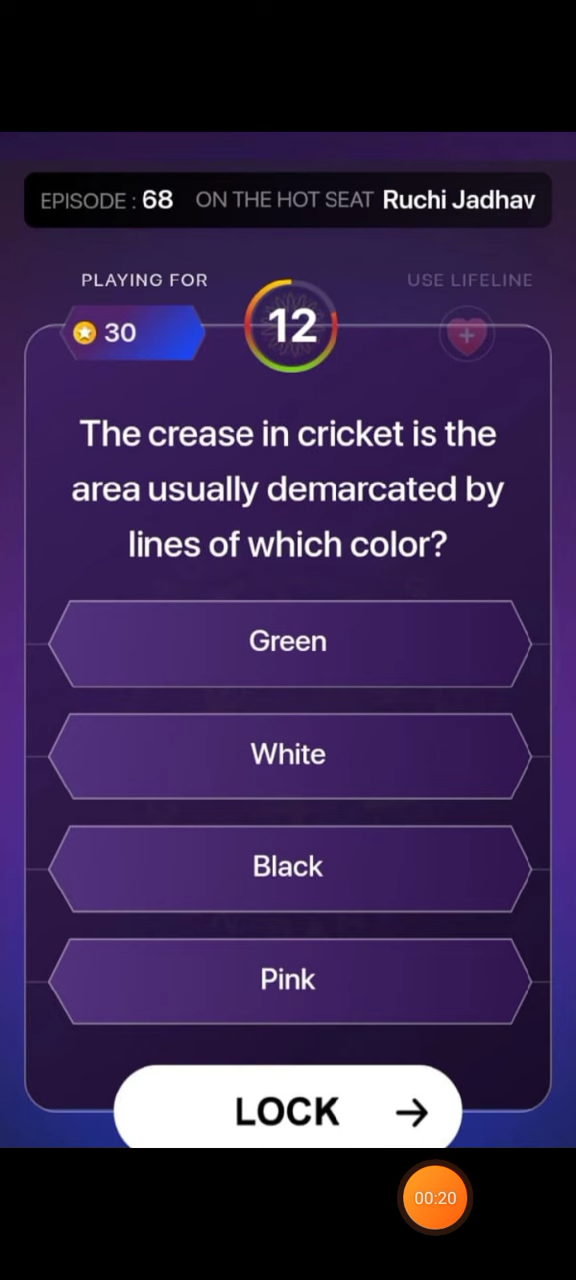 EPISODE : 68 ON THE HOT SEAT Ruchi Jadhav
PLAYING FOR
USE LIFELINE
30
12
The crease in cricket is the
area usually demarcated by
lines of which color?
Green
White
Black
Pink
LOCK
00:20